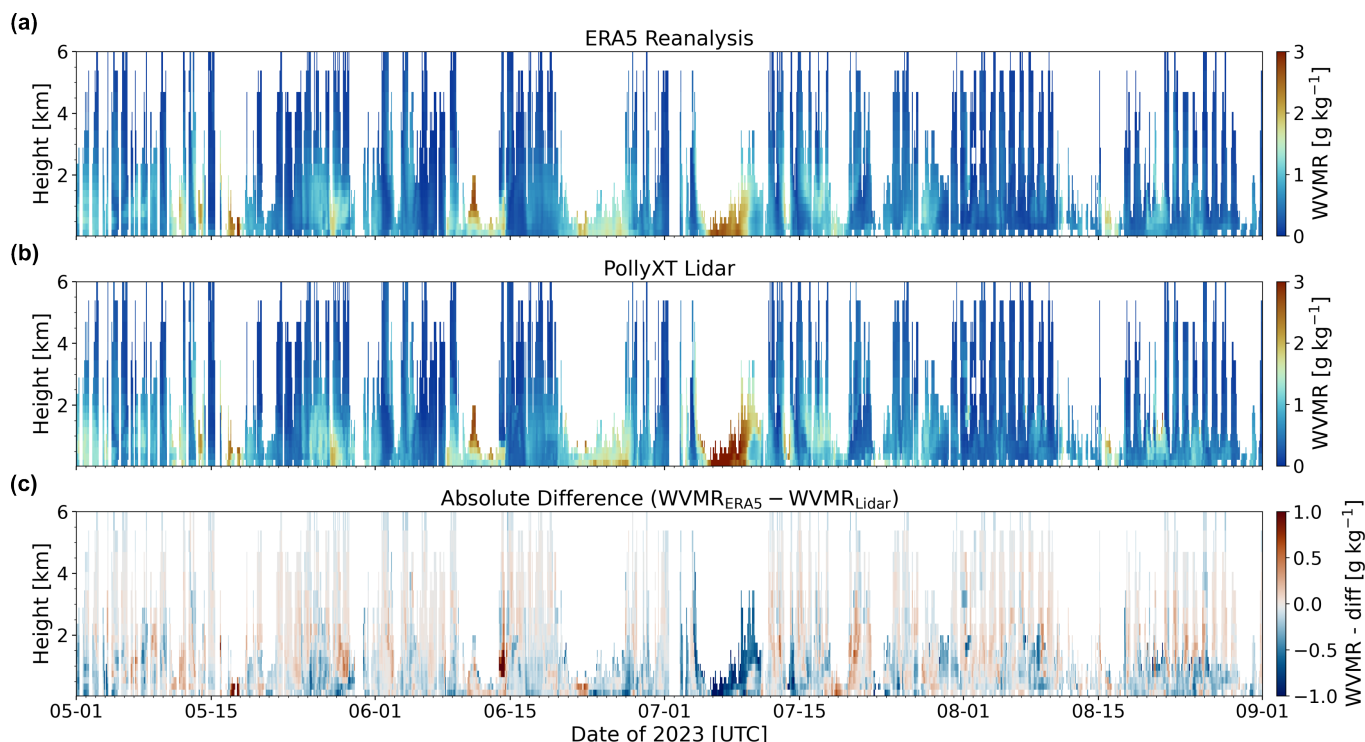 (a)
ERA5 Reanalysis
Height [km]
6
4
2
WVMR [g kg⁻¹]
3
2
1
0
(b)
PollyXT Lidar
Height [km]
6
4
2
WVMR [g kg⁻¹]
3
2
1
0
(c)
Absolute Difference (WVMR_ERA5 − WVMR_Lidar)
Height [km]
6
4
2
WVMR - diff [g kg⁻¹]
1.0
0.5
0.0
−0.5
−1.0
05-01 05-15 06-01 06-15 07-01 07-15 08-01 08-15 09-01
Date of 2023 [UTC]